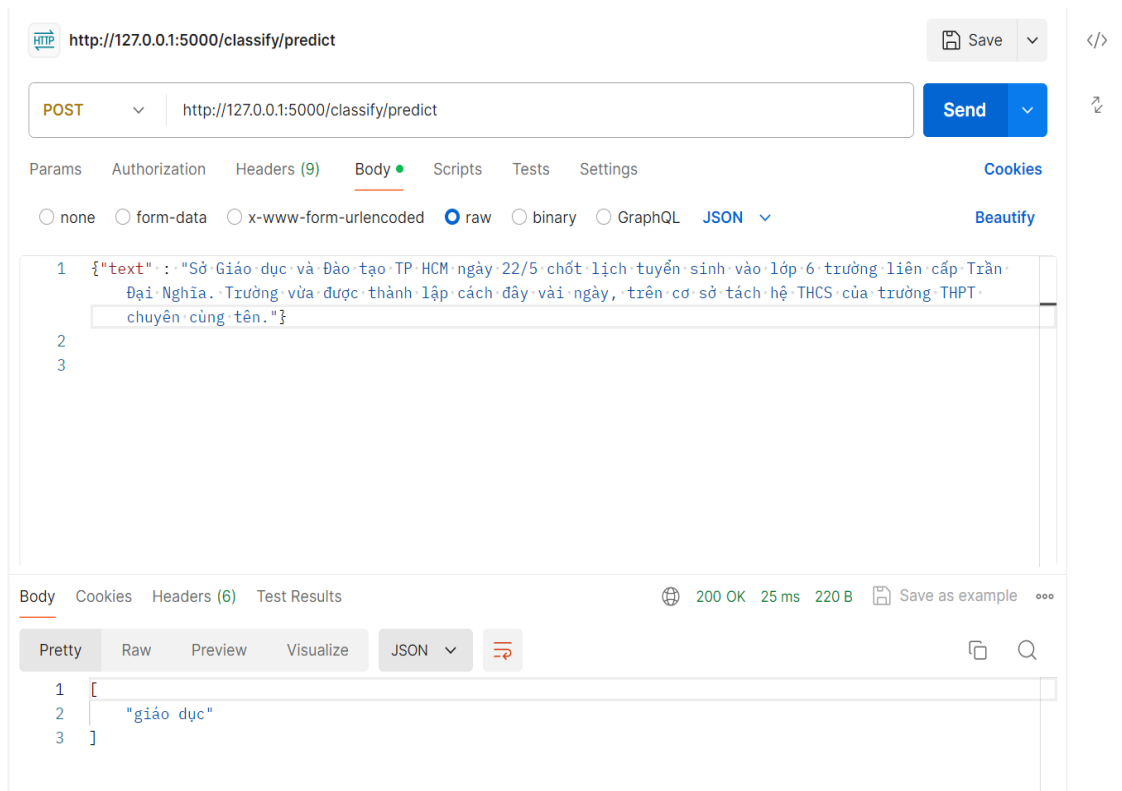 HTTP http://127.0.0.1:5000/classify/predict Save
POST http://127.0.0.1:5000/classify/predict Send
Params Authorization Headers (9) Body Scripts Tests Settings Cookies
none form-data x-www-form-urlencoded raw binary GraphQL JSON Beautify
1 {"text" : "Sở Giáo dục và Đào tạo TP HCM ngày 22/5 chốt lịch tuyển sinh vào lớp 6 trường liên cấp Trần
Đại Nghĩa. Trường vừa được thành lập cách đây vài ngày, trên cơ sở tách hệ THCS của trường THPT
chuyên cùng tên."}
2
3
Body Cookies Headers (6) Test Results 200 OK 25 ms 220 B Save as example
Pretty Raw Preview Visualize JSON
1 [
2 "giáo dục"
3 ]